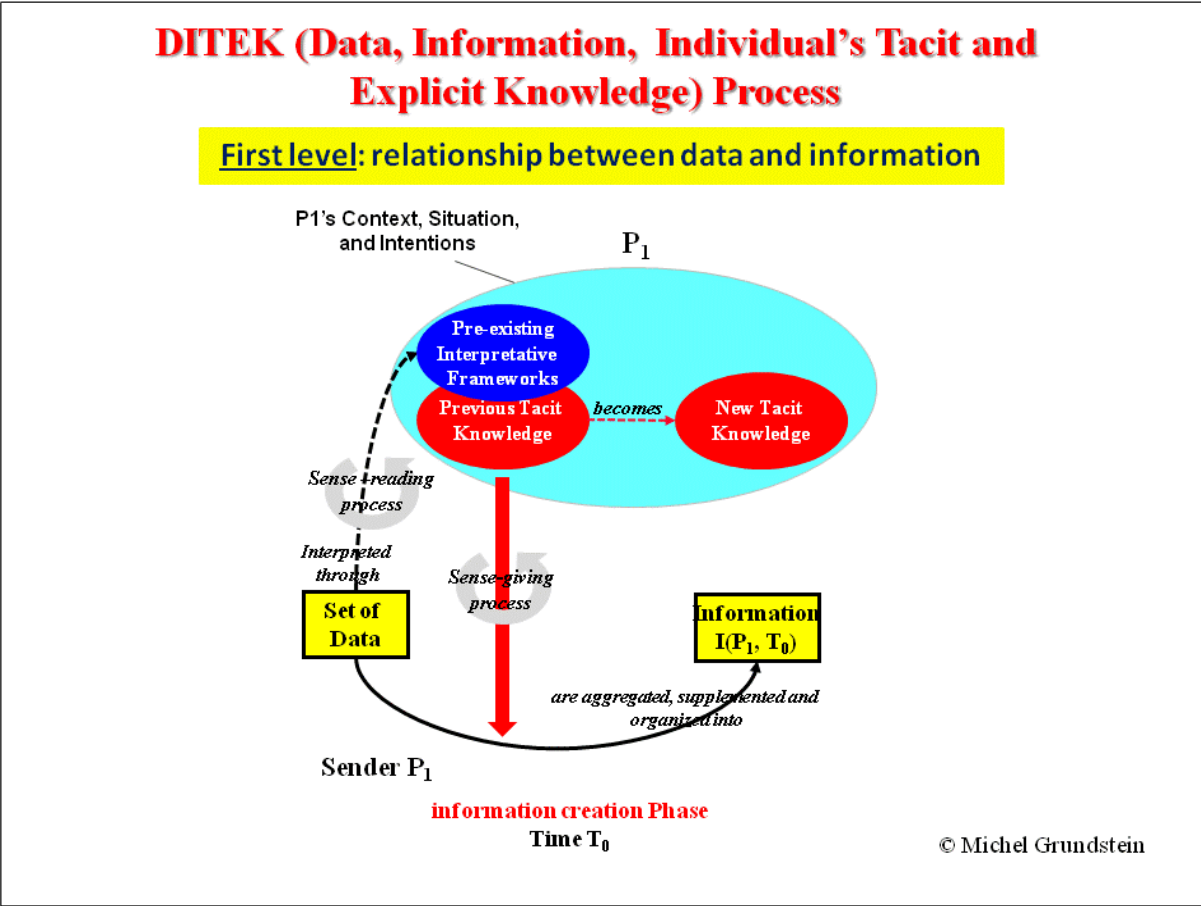 DITEK (Data, Information, Individual's Tacit and
Explicit Knowledge) Process
First level: relationship between data and information
P1's Context, Situation,
and Intentions
P1
Pre-existing
Interpretative
Frameworks
Previous Tacit
Knowledge
becomes
New Tacit
Knowledge
Sense -reading
process
Interpreted
through
Sense-giving
process
Set of
Data
Information
I(P1, T0)
are aggregated, supplemented and
organized into
Sender P1
information creation Phase
Time T0
© Michel Grundstein